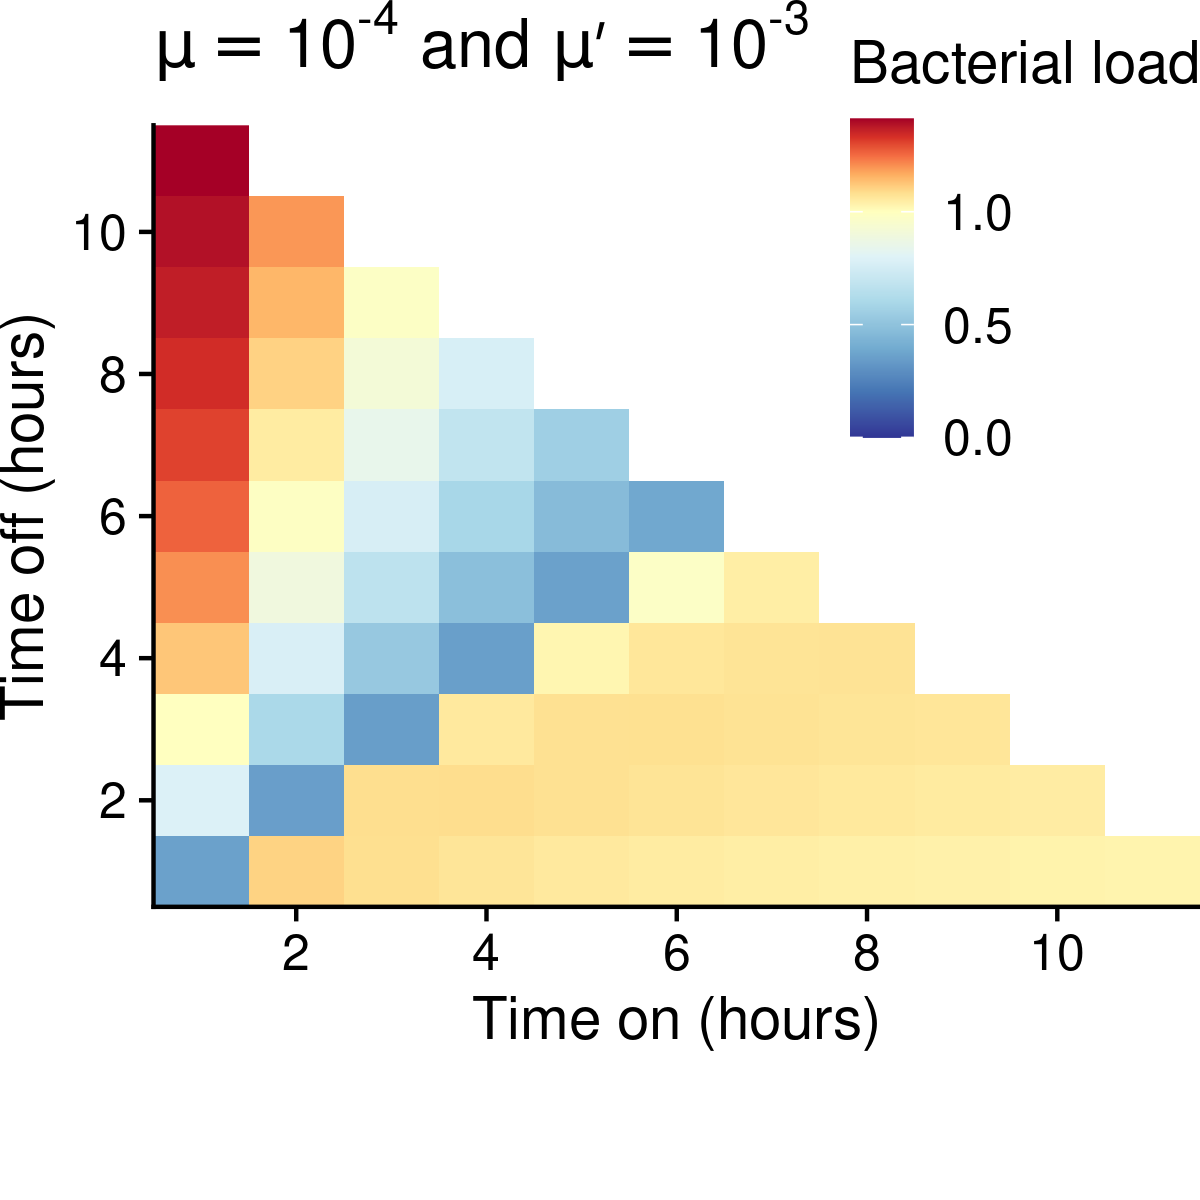 μ = 10⁻⁴ and μ′ = 10⁻³
Bacterial load
1.0
0.5
0.0
Time off (hours)
10
8
6
4
2
2 4 6 8 10
Time on (hours)